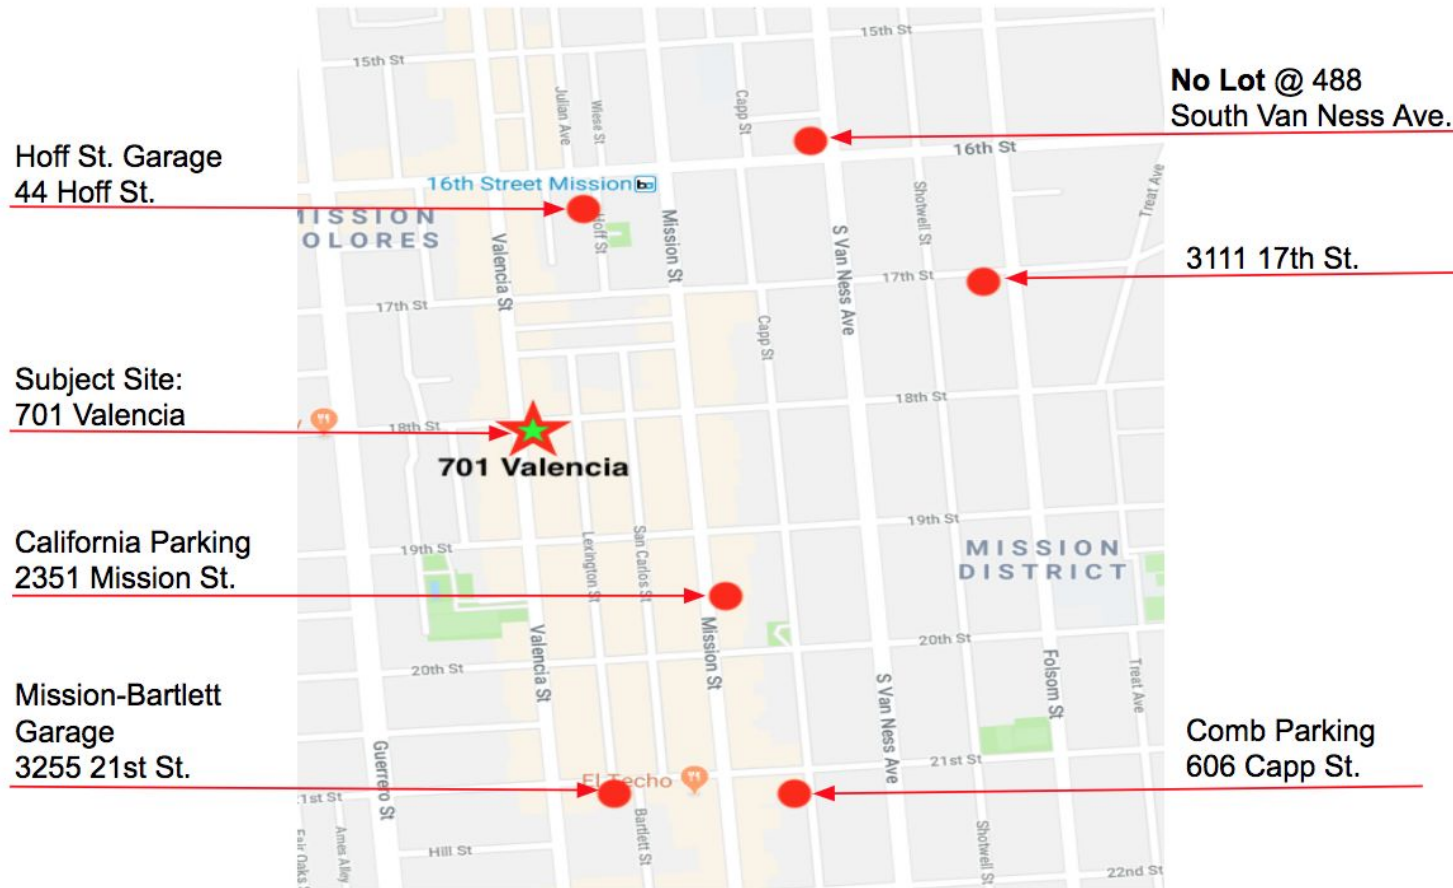 15th St
15th St
No Lot @ 488
South Van Ness Ave.
Julian Ave
Wiese St
Capp St
16th St
Hoff St. Garage
44 Hoff St.
16th Street Mission
MISSION
OLORES
Valencia St
Hoff St
Mission St
S Van Ness Ave
Shotwell St
Treat Ave
3111 17th St.
17th St
17th St
Capp St
Subject Site:
701 Valencia
18th St
18th St
701 Valencia
California Parking
2351 Mission St.
19th St
19th St
Lexington St
San Carlos St
MISSION
DISTRICT
Valencia St
Mission St
20th St
20th St
Folsom St
Treat Ave
S Van Ness Ave
Mission-Bartlett
Garage
3255 21st St.
Guerrero St
El Techo
21st St
Comb Parking
606 Capp St.
1st St
Bartlett St
Shotwell St
Hill St
Ames Alley
Fair Oaks
22nd St